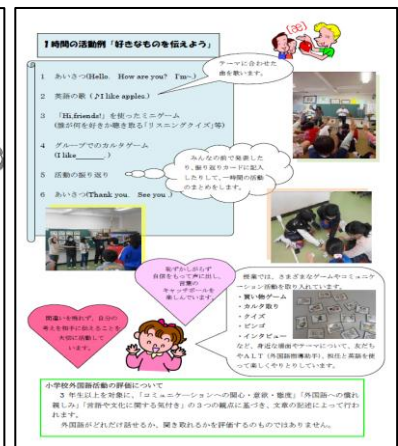 1時間の活動例「好きなものを伝えよう」
[æ]
テーマに合わせた
曲を歌います。
1 あいさつ(Hello. How are you? I'm~.)
2 英語の歌(♪I like apples.)
3 「Hi,friends!」を使ったミニゲーム
(誰が何を好きか聴き取る「リスニングクイズ」等)
4 グループでのカルタゲーム
(I like______ )
5 活動の振り返り
6 あいさつ(Thank you. See you.)
みんなの前で発表した
り、振り返りカードに記入
したりして、一時間の活動
のまとめをします。
恥ずかしがらず
自信をもって声に出し、
言葉の
キャッチボールを
楽しんでいます。
間違いを恐れず、自分の
考えを相手に伝えることを
大切に活動して
います。
授業では、さまざまなゲームやコミュニケ
ーション活動を取り入れています。
・買い物ゲーム
・カルタ取り
・クイズ
・ビンゴ
・インタビュー
など、身近な場面やテーマについて、友だち
やALT(外国語指導助手)、担任と英語を使
って楽しくやりとりしています。
小学校外国語活動の評価について
5年生以上を対象に、「コミュニケーションへの関心・意欲・態度」「外国語への慣れ
親しみ」「言語や文化に関する気付き」の3つの観点に基づき、文章の記述によって行わ
れます。
外国語がどれだけ話せるか、聞き取れるかを評価するものではありません。